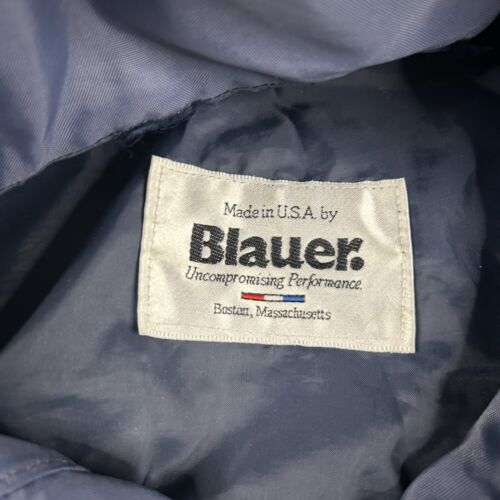 Made in U.S.A. by
Blauer.
Uncompromising Performance.
Boston, Massachusetts